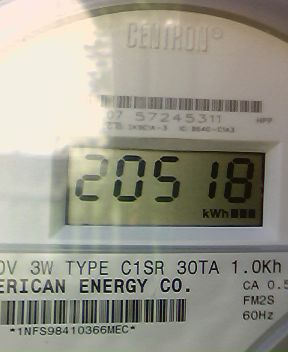 CENTRON®
07 57245311 HPP
20518
kWh
0V 3W TYPE C1SR 30TA 1.0Kh
ERICAN ENERGY CO. CA 0.5
FM2S
60Hz
*1NFS98410366MEC*